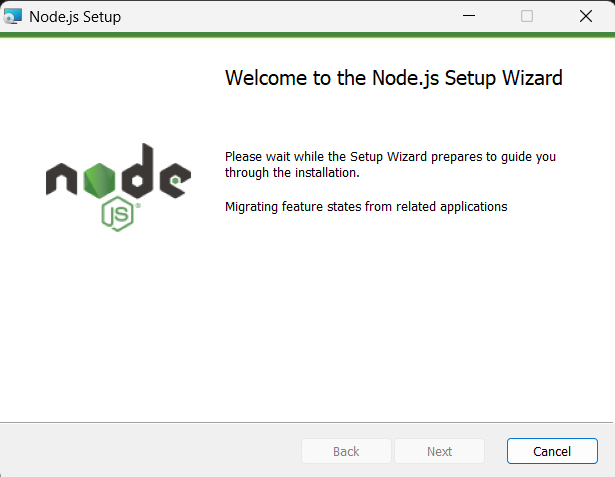 Node.js Setup
Welcome to the Node.js Setup Wizard
node
JS®
Please wait while the Setup Wizard prepares to guide you
through the installation.
Migrating feature states from related applications
Back
Next
Cancel